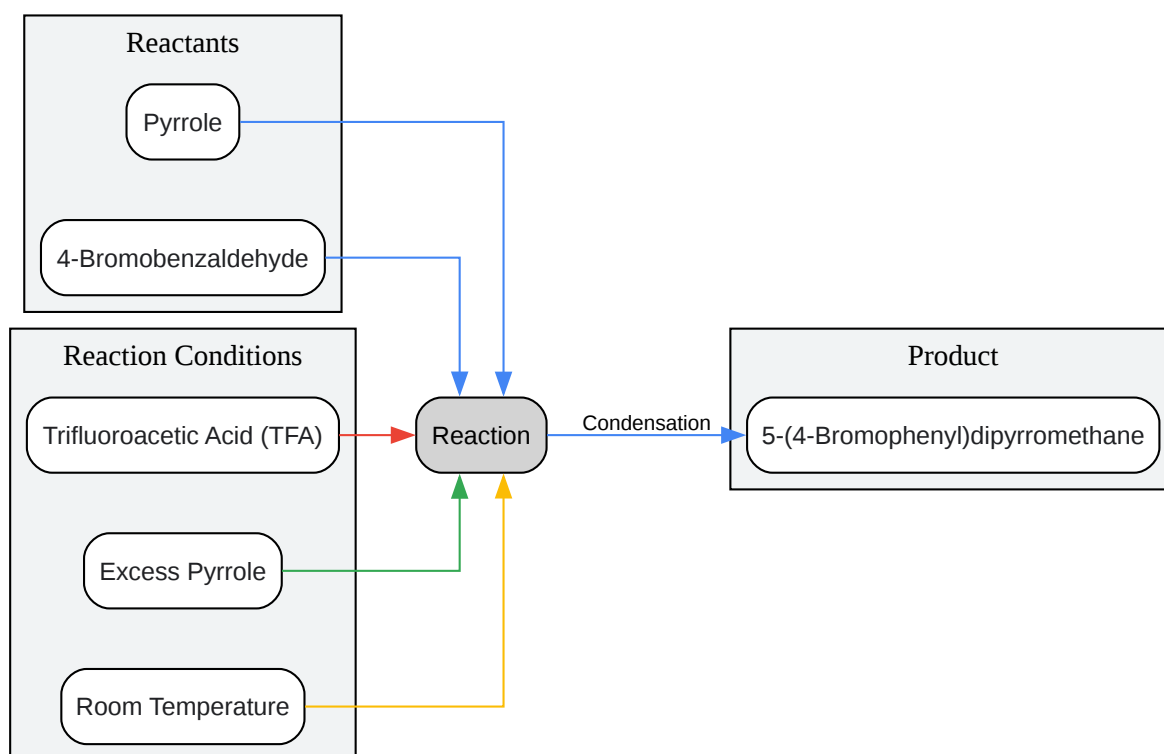 Reactants
Pyrrole
4-Bromobenzaldehyde
Reaction Conditions
Trifluoroacetic Acid (TFA)
Excess Pyrrole
Room Temperature
Reaction
Condensation
Product
5-(4-Bromophenyl)dipyrromethane